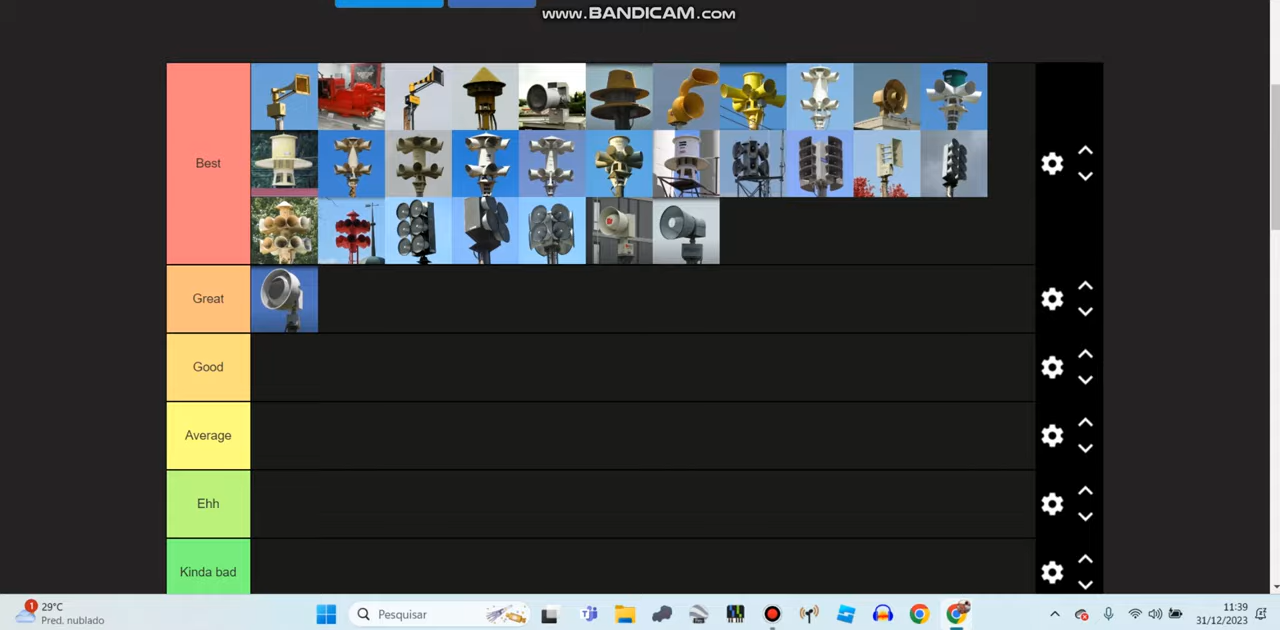 www.BANDICAM.com
Best
Great
Good
Average
Ehh
Kinda bad
1
29°C
Pred. nublado
Pesquisar
11:39
31/12/2023